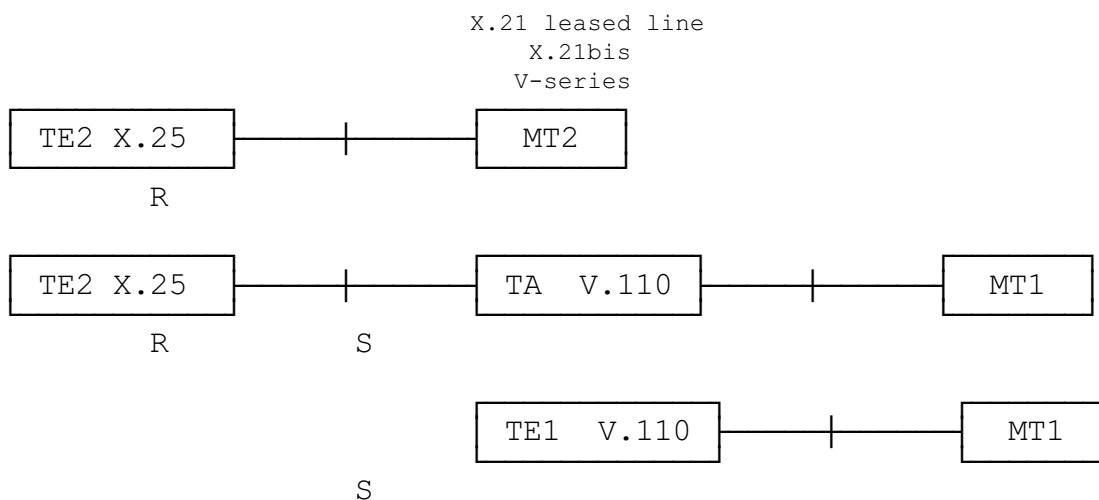 X.21 leased line
X.21bis
V-series
TE2 X.25 MT2
R
TE2 X.25 TA V.110 MT1
R S
TE1 V.110 MT1
S